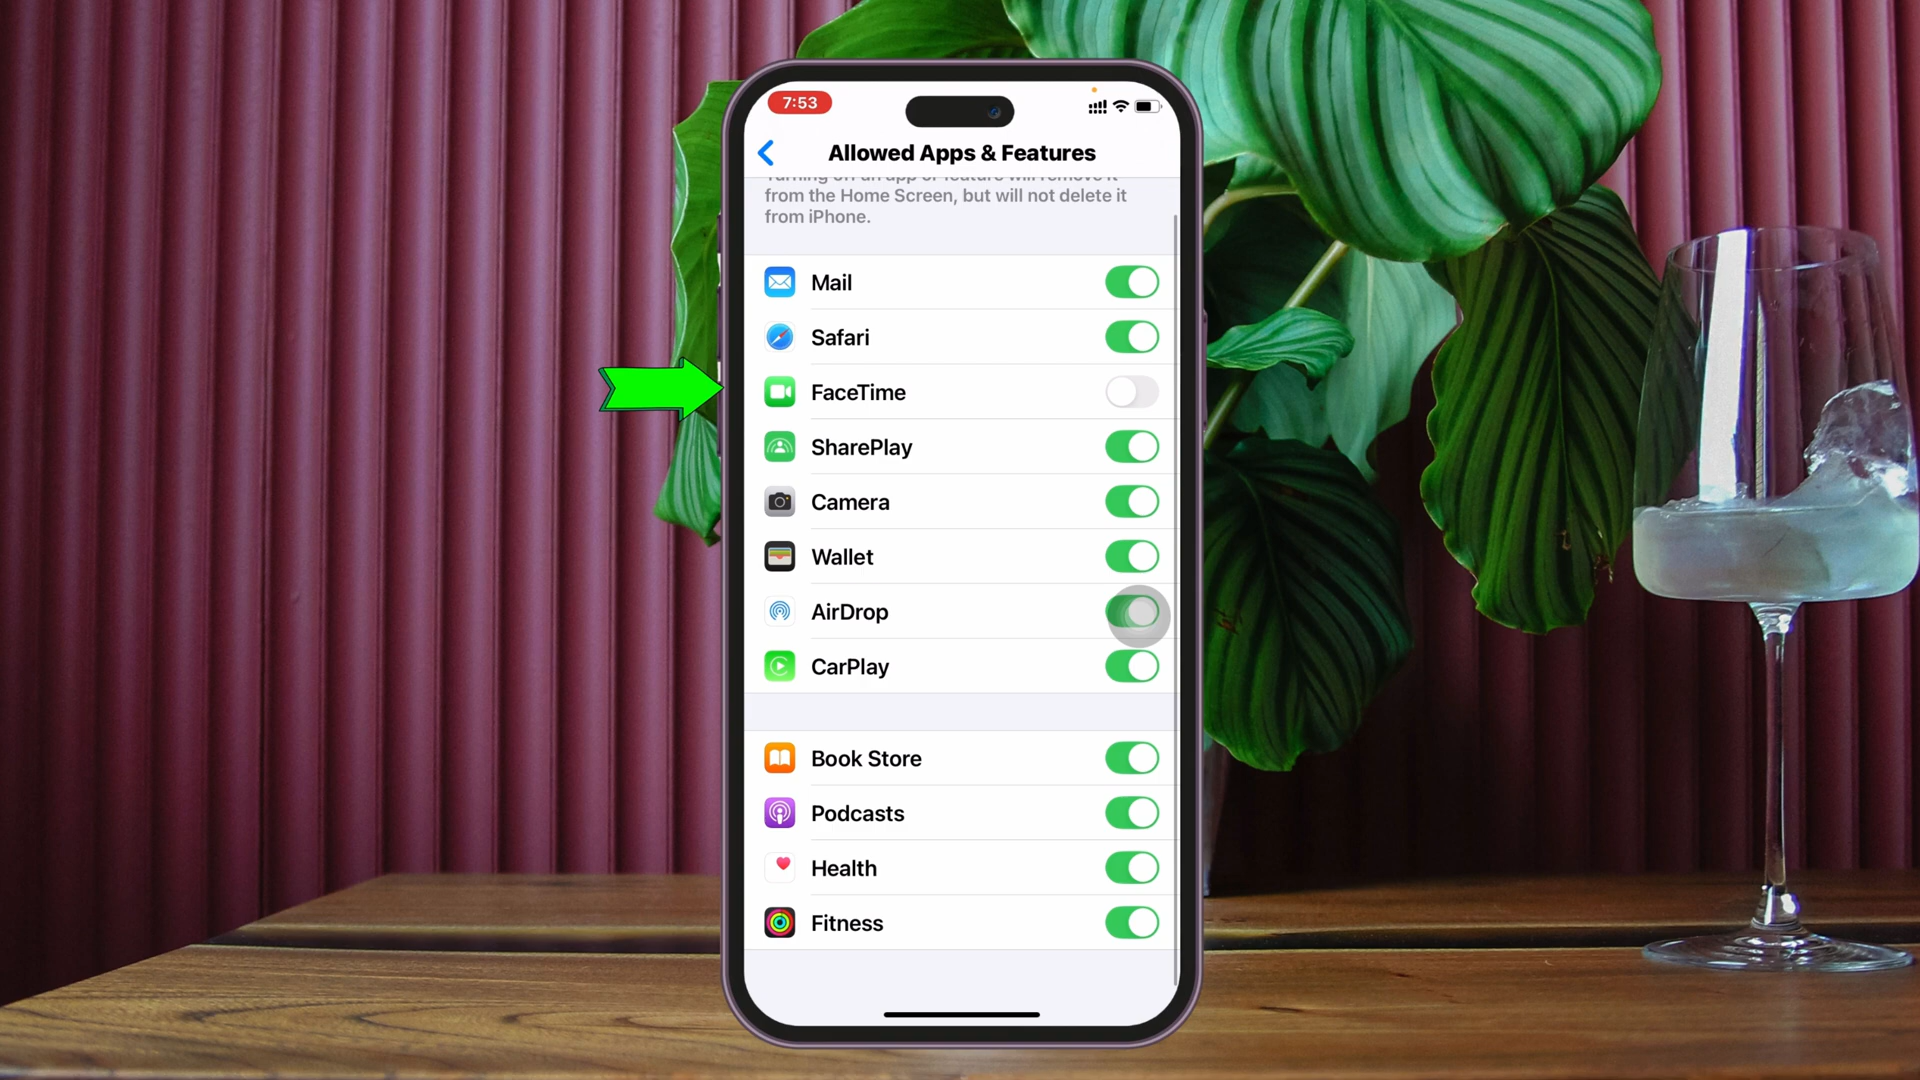 7:53
Allowed Apps & Features
Turning off an app or feature will remove it
from the Home Screen, but will not delete it
from iPhone.
Mail
Safari
FaceTime
SharePlay
Camera
Wallet
AirDrop
CarPlay
Book Store
Podcasts
Health
Fitness